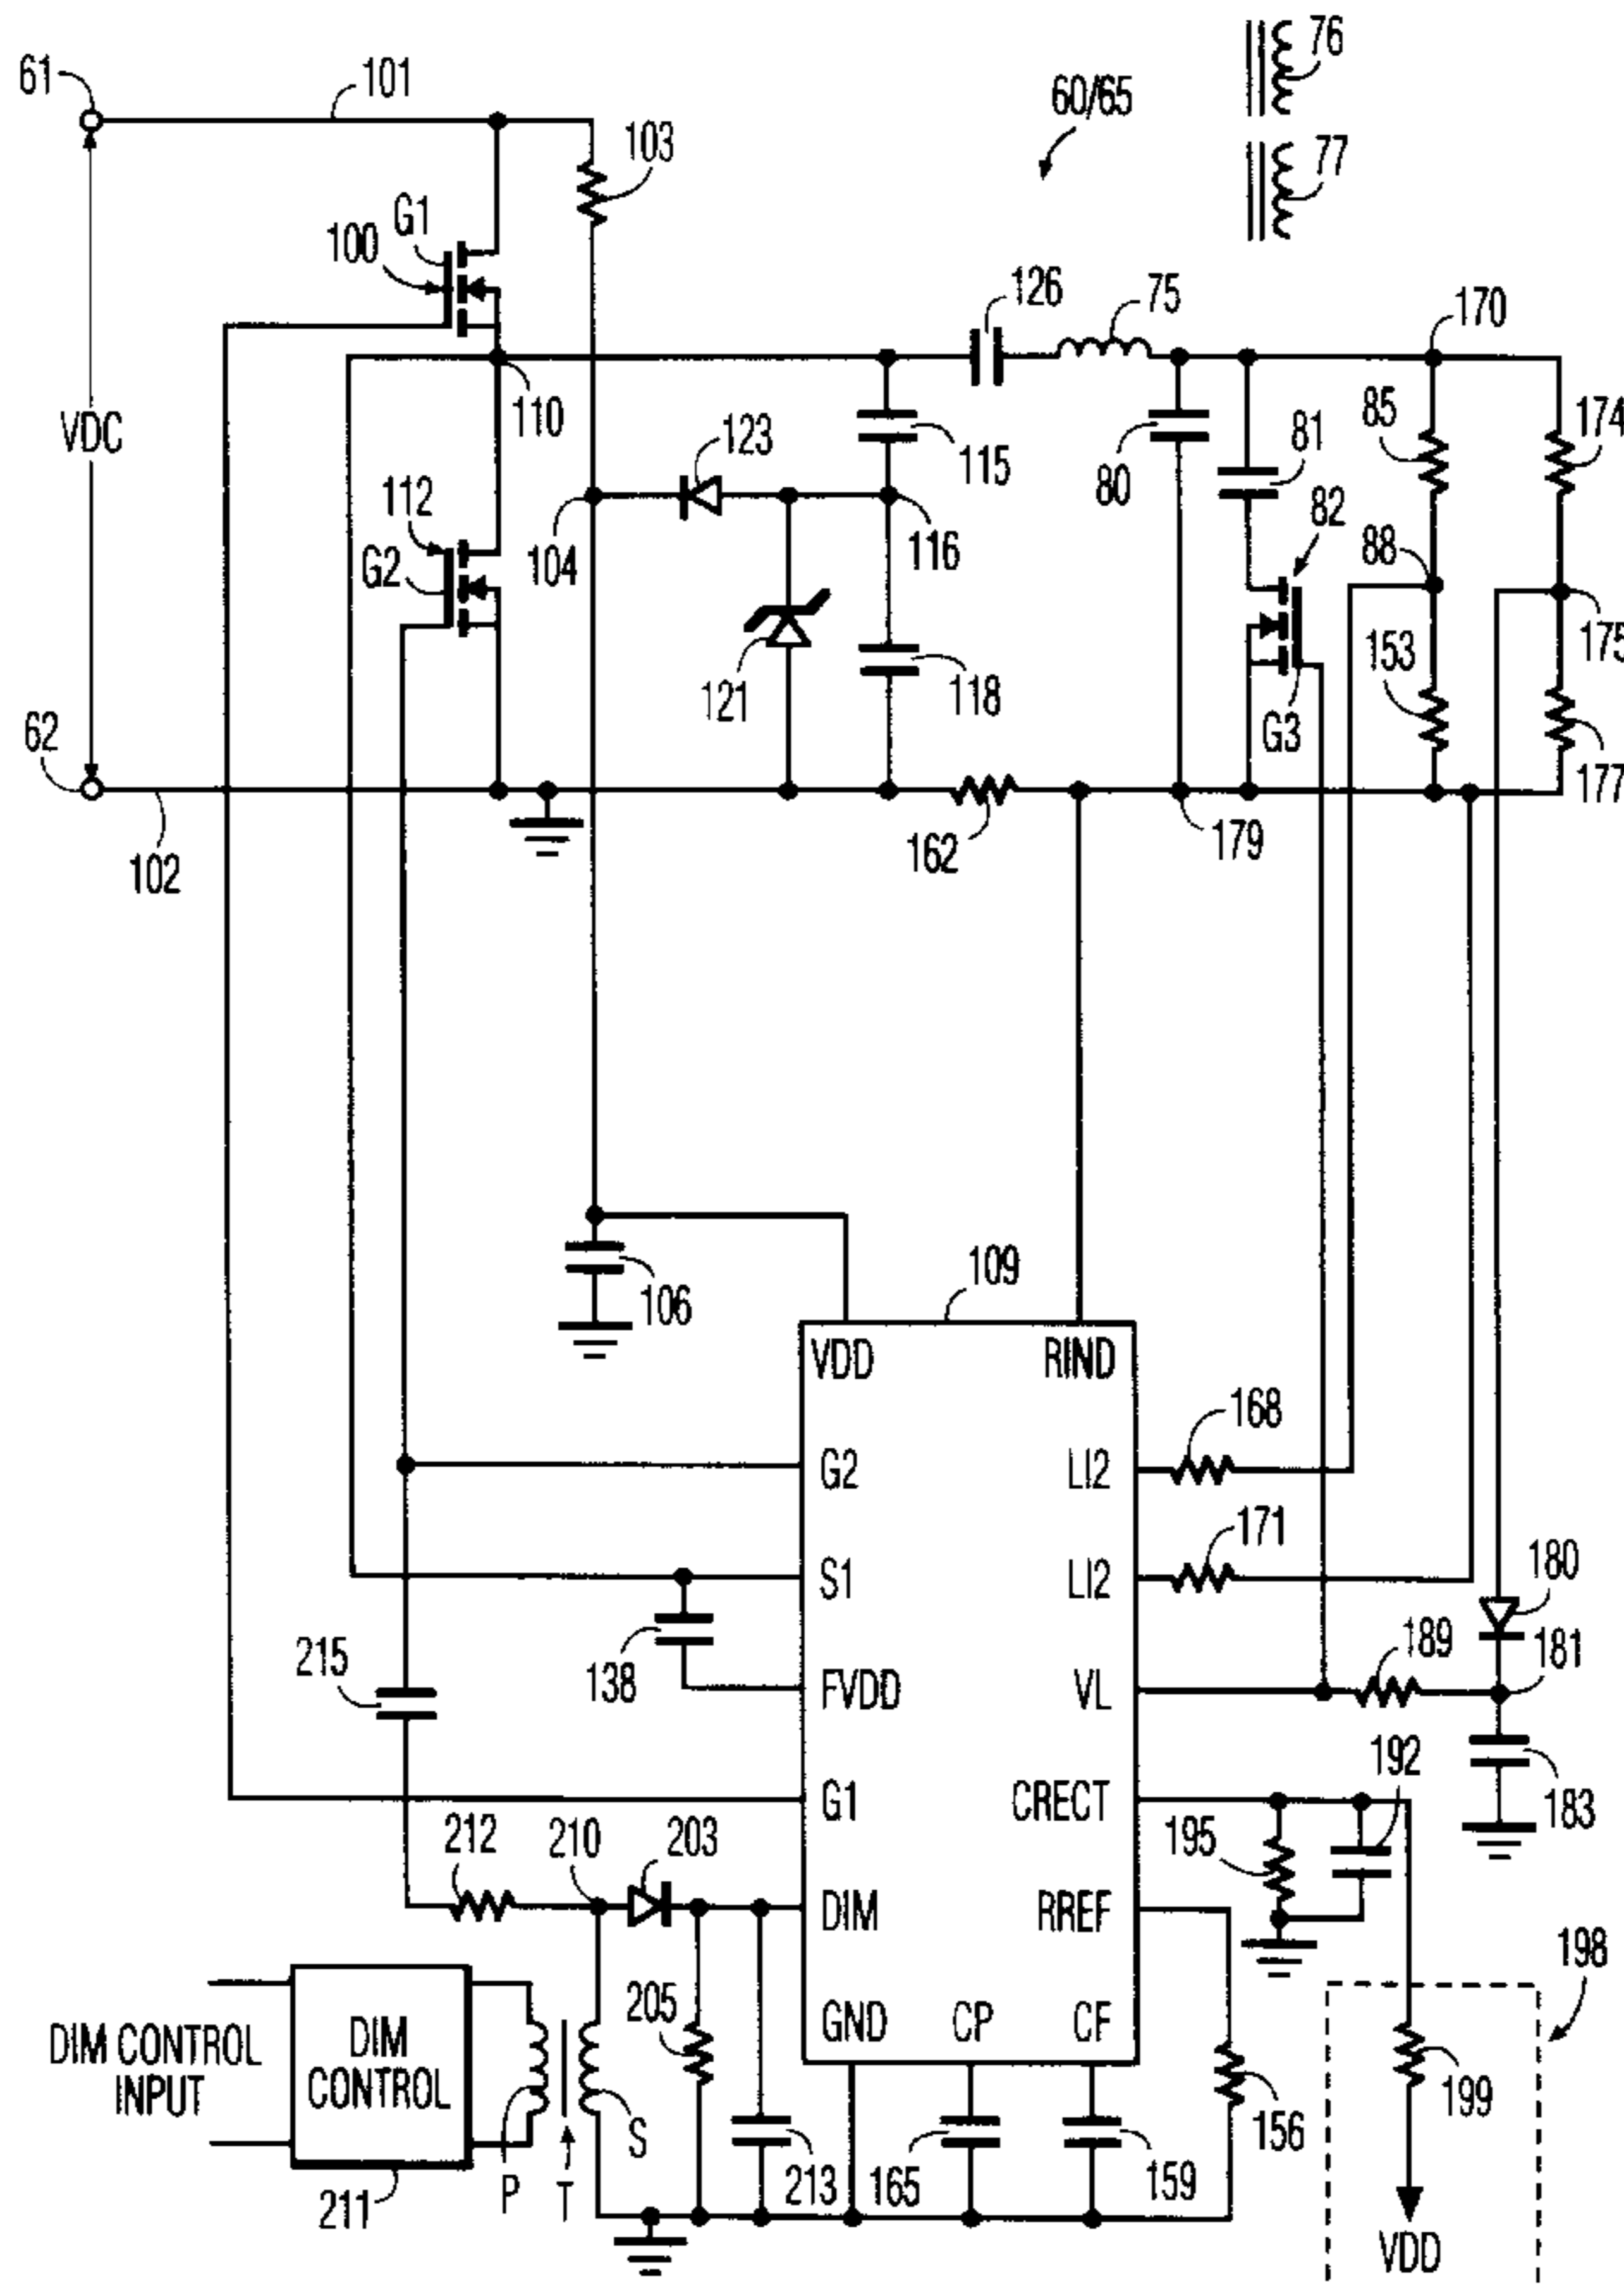 76
61
101
60/65
103
77
G1
100
126
75
170
110
VDC
123
115
80
81
85
174
112
G2
104
116
82
88
175
153
121
118
G3
177
62
102
162
179
106
109
VDD
RIND
168
G2
LI2
171
S1
LI2
180
215
138
189
181
FVDD
VL
192
183
G1
CRECT
195
212
210
203
DIM
RREF
198
205
GND
CP
CF
199
DIM CONTROL
INPUT
DIM
CONTROL
156
211
P
T
S
213
165
159
VDD